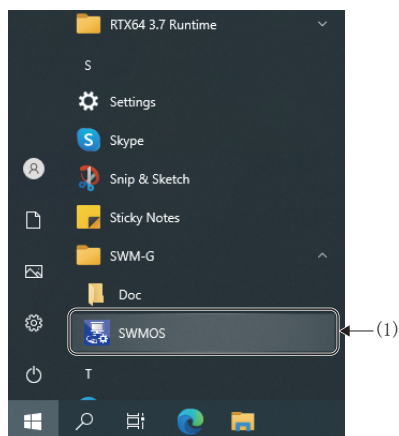 RTX64 3.7 Runtime
S
Settings
Skype
Snip & Sketch
Sticky Notes
SWM-G
Doc
SWMOS
(1)
T